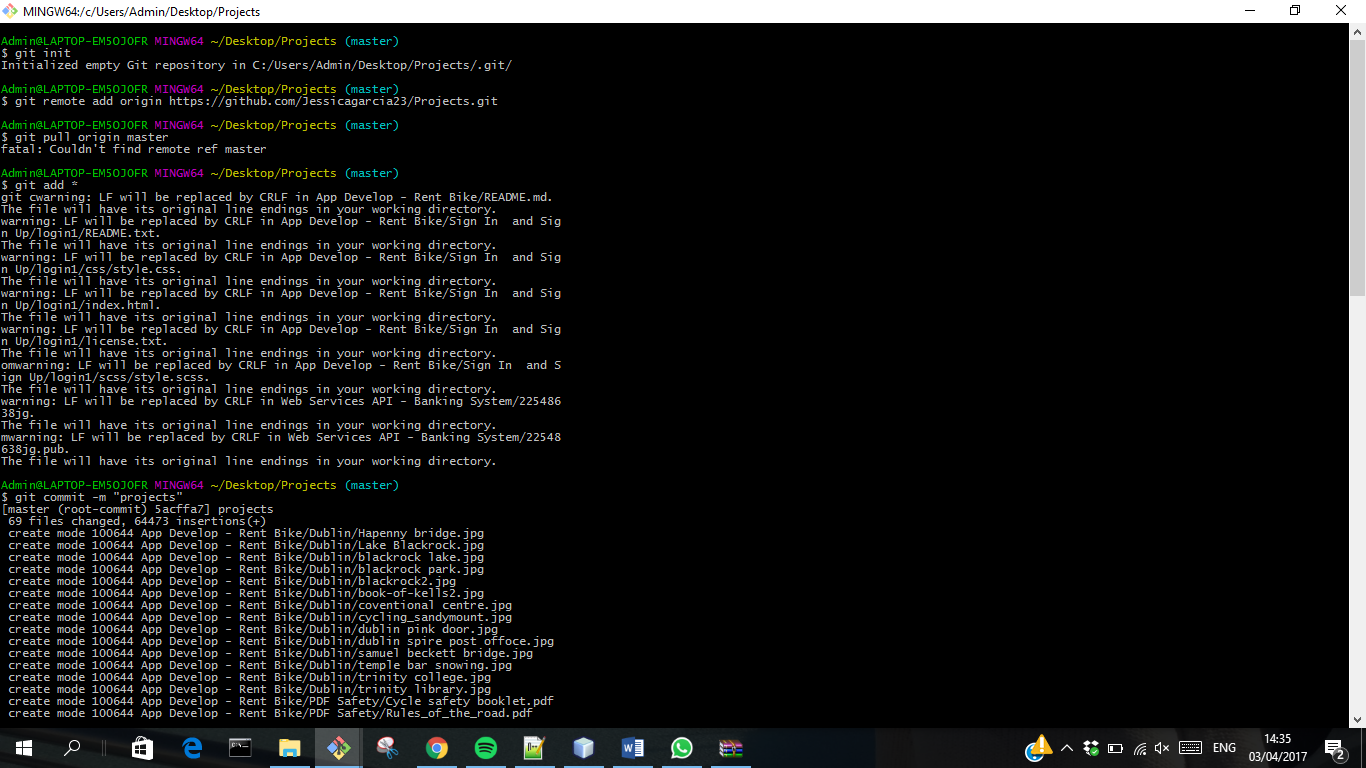 MINGW64:/c/Users/Admin/Desktop/Projects
Admin@LAPTOP-EM5OJ0FR MINGW64 ~/Desktop/Projects (master)
$ git init
Initialized empty Git repository in C:/Users/Admin/Desktop/Projects/.git/
Admin@LAPTOP-EM5OJ0FR MINGW64 ~/Desktop/Projects (master)
$ git remote add origin https://github.com/Jessicagarcia23/Projects.git
Admin@LAPTOP-EM5OJ0FR MINGW64 ~/Desktop/Projects (master)
$ git pull origin master
fatal: Couldn't find remote ref master
Admin@LAPTOP-EM5OJ0FR MINGW64 ~/Desktop/Projects (master)
$ git add *
git cwarning: LF will be replaced by CRLF in App Develop - Rent Bike/README.md.
The file will have its original line endings in your working directory.
warning: LF will be replaced by CRLF in App Develop - Rent Bike/Sign In  and Sig
n Up/login1/README.txt.
The file will have its original line endings in your working directory.
warning: LF will be replaced by CRLF in App Develop - Rent Bike/Sign In  and Sig
n Up/login1/css/style.css.
The file will have its original line endings in your working directory.
warning: LF will be replaced by CRLF in App Develop - Rent Bike/Sign In  and Sig
n Up/login1/index.html.
The file will have its original line endings in your working directory.
warning: LF will be replaced by CRLF in App Develop - Rent Bike/Sign In  and Sig
n Up/login1/license.txt.
The file will have its original line endings in your working directory.
omwarning: LF will be replaced by CRLF in App Develop - Rent Bike/Sign In  and S
ign Up/login1/scss/style.scss.
The file will have its original line endings in your working directory.
warning: LF will be replaced by CRLF in Web Services API - Banking System/225486
38jg.
The file will have its original line endings in your working directory.
mwarning: LF will be replaced by CRLF in Web Services API - Banking System/22548
638jg.pub.
The file will have its original line endings in your working directory.
Admin@LAPTOP-EM5OJ0FR MINGW64 ~/Desktop/Projects (master)
$ git commit -m "projects"
[master (root-commit) 5acffa7] projects
 69 files changed, 64473 insertions(+)
 create mode 100644 App Develop - Rent Bike/Dublin/Hapenny bridge.jpg
 create mode 100644 App Develop - Rent Bike/Dublin/Lake Blackrock.jpg
 create mode 100644 App Develop - Rent Bike/Dublin/blackrock lake.jpg
 create mode 100644 App Develop - Rent Bike/Dublin/blackrock park.jpg
 create mode 100644 App Develop - Rent Bike/Dublin/blackrock2.jpg
 create mode 100644 App Develop - Rent Bike/Dublin/book-of-kells2.jpg
 create mode 100644 App Develop - Rent Bike/Dublin/coventional centre.jpg
 create mode 100644 App Develop - Rent Bike/Dublin/cycling_sandymount.jpg
 create mode 100644 App Develop - Rent Bike/Dublin/dublin pink door.jpg
 create mode 100644 App Develop - Rent Bike/Dublin/dublin spire post offoce.jpg
 create mode 100644 App Develop - Rent Bike/Dublin/samuel beckett bridge.jpg
 create mode 100644 App Develop - Rent Bike/Dublin/temple bar snowing.jpg
 create mode 100644 App Develop - Rent Bike/Dublin/trinity college.jpg
 create mode 100644 App Develop - Rent Bike/Dublin/trinity library.jpg
 create mode 100644 App Develop - Rent Bike/PDF Safety/Cycle safety booklet.pdf
 create mode 100644 App Develop - Rent Bike/PDF Safety/Rules_of_the_road.pdf
ENG
14:35
03/04/2017
2